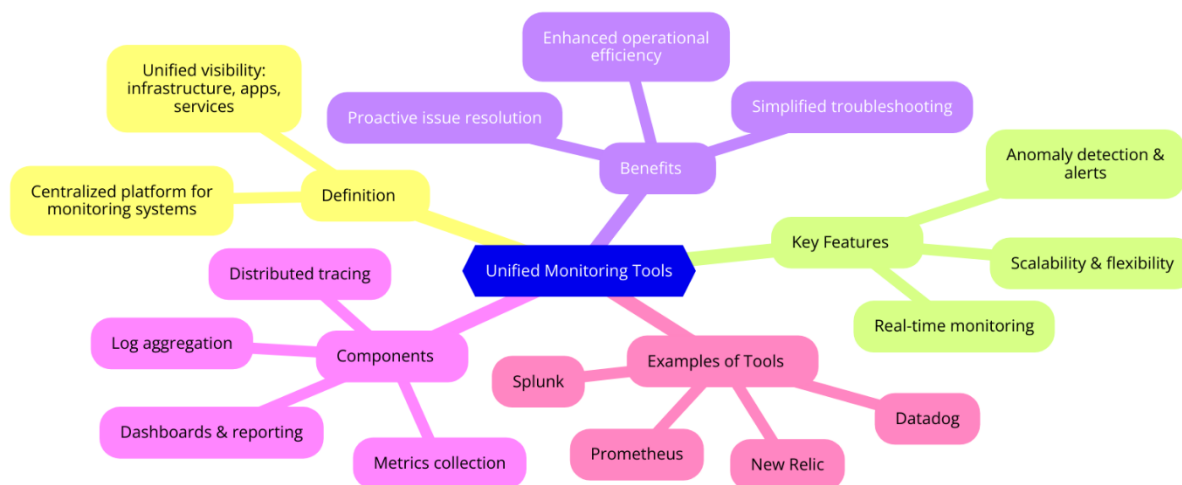 Enhanced operational
efficiency
Unified visibility:
infrastructure, apps,
services
Proactive issue resolution
Simplified troubleshooting
Benefits
Anomaly detection &
alerts
Centralized platform for
monitoring systems
Definition
Key Features
Unified Monitoring Tools
Scalability & flexibility
Distributed tracing
Real-time monitoring
Log aggregation
Components
Examples of Tools
Splunk
Datadog
Dashboards & reporting
Prometheus
Metrics collection
New Relic